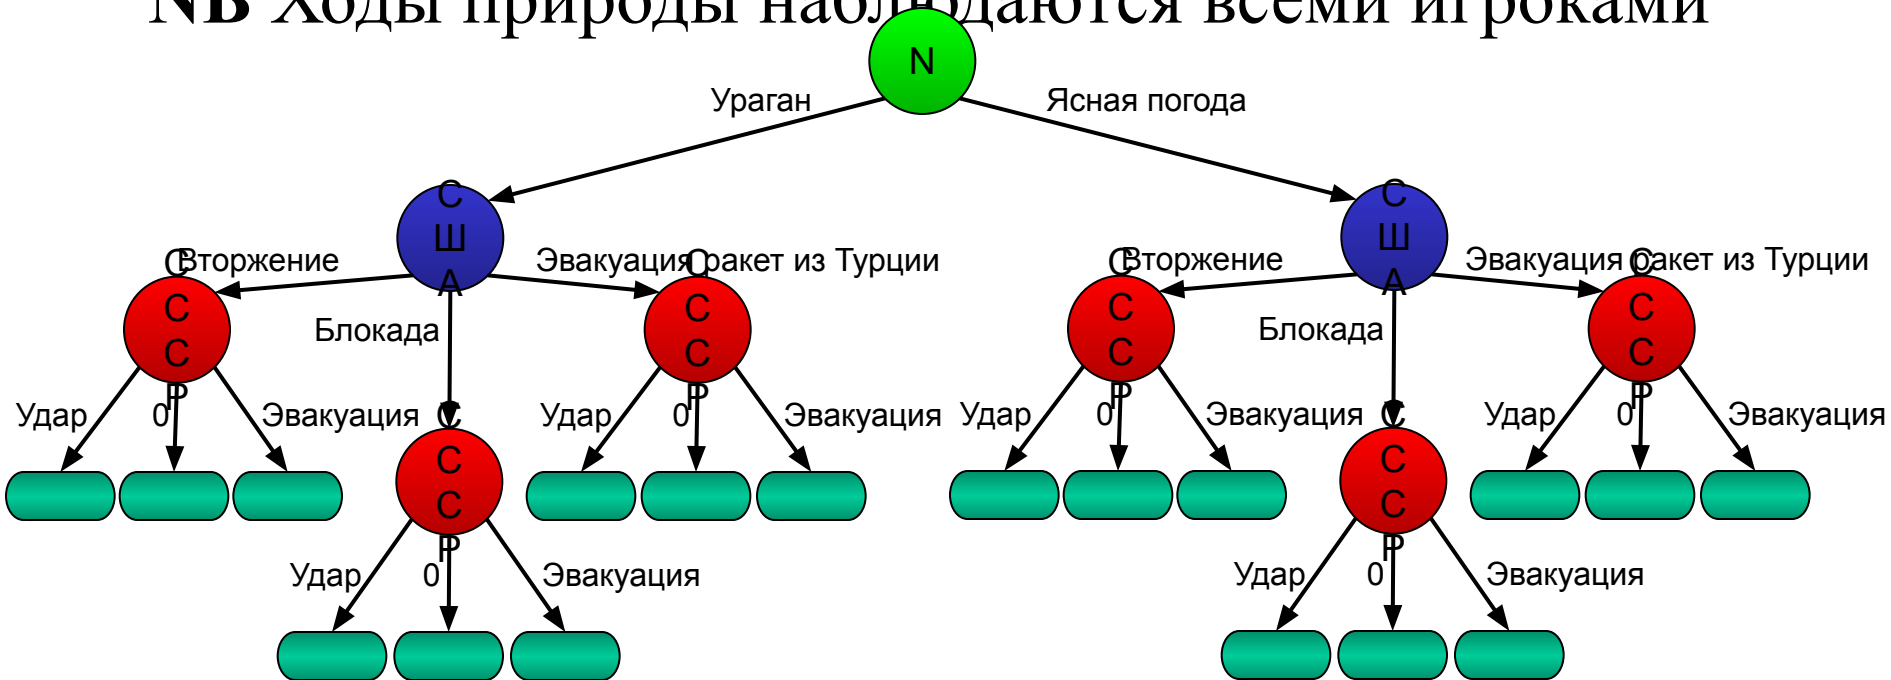 NB Ходы природы наблюдаются всеми игроками
N
Ураган
Ясная погода
США
США
Вторжение
Эвакуация ракет из Турции
Вторжение
Эвакуация ракет из Турции
СССР
Блокада
СССР
СССР
Блокада
СССР
Удар
0
Эвакуация
Удар
0
Эвакуация
Удар
0
Эвакуация
Удар
0
Эвакуация
СССР
СССР
Удар
0
Эвакуация
Удар
0
Эвакуация